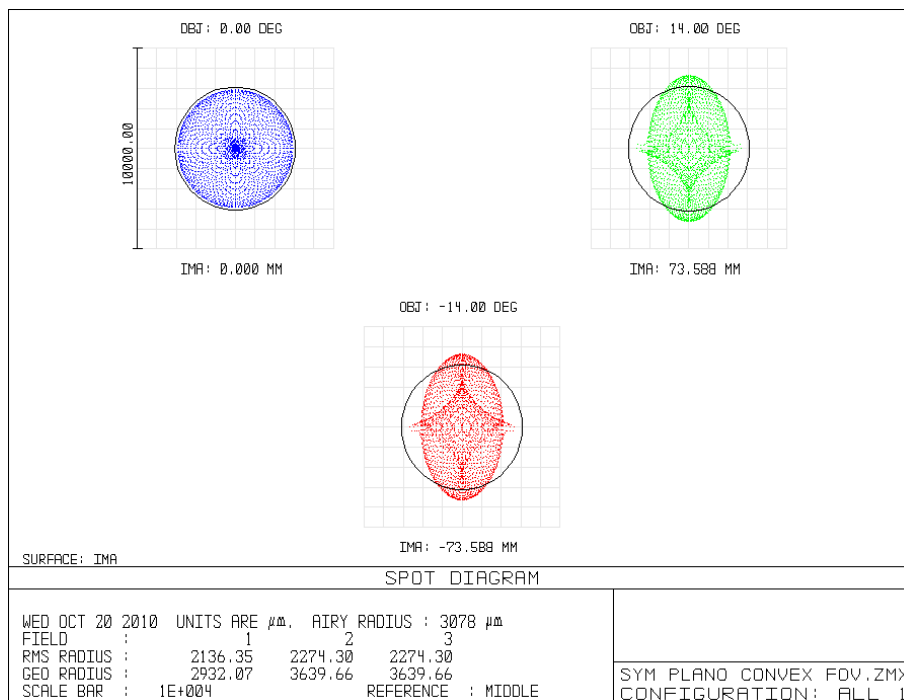 OBJ: 0.00 DEG
OBJ: 14.00 DEG
10000.00
IMA: 0.000 MM
IMA: 73.588 MM
OBJ: -14.00 DEG
IMA: -73.588 MM
SURFACE: IMA
SPOT DIAGRAM
WED OCT 20 2010 UNITS ARE µm. AIRY RADIUS : 3078 µm
FIELD : 1 2 3
RMS RADIUS : 2136.35 2274.30 2274.30
GEO RADIUS : 2932.07 3639.66 3639.66
SCALE BAR : 1E+004 REFERENCE : MIDDLE
SYM PLANO CONVEX FOV.ZMX
CONFIGURATION: ALL 1